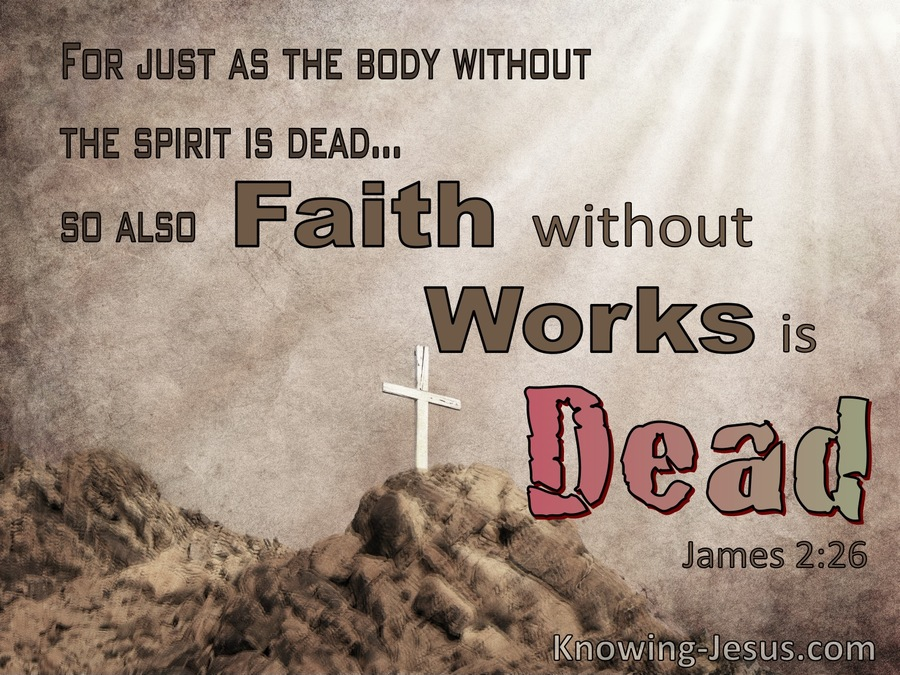 For just as the body without
the spirit is dead...
so also Faith without
Works is
Dead
James 2:26
Knowing-Jesus.com